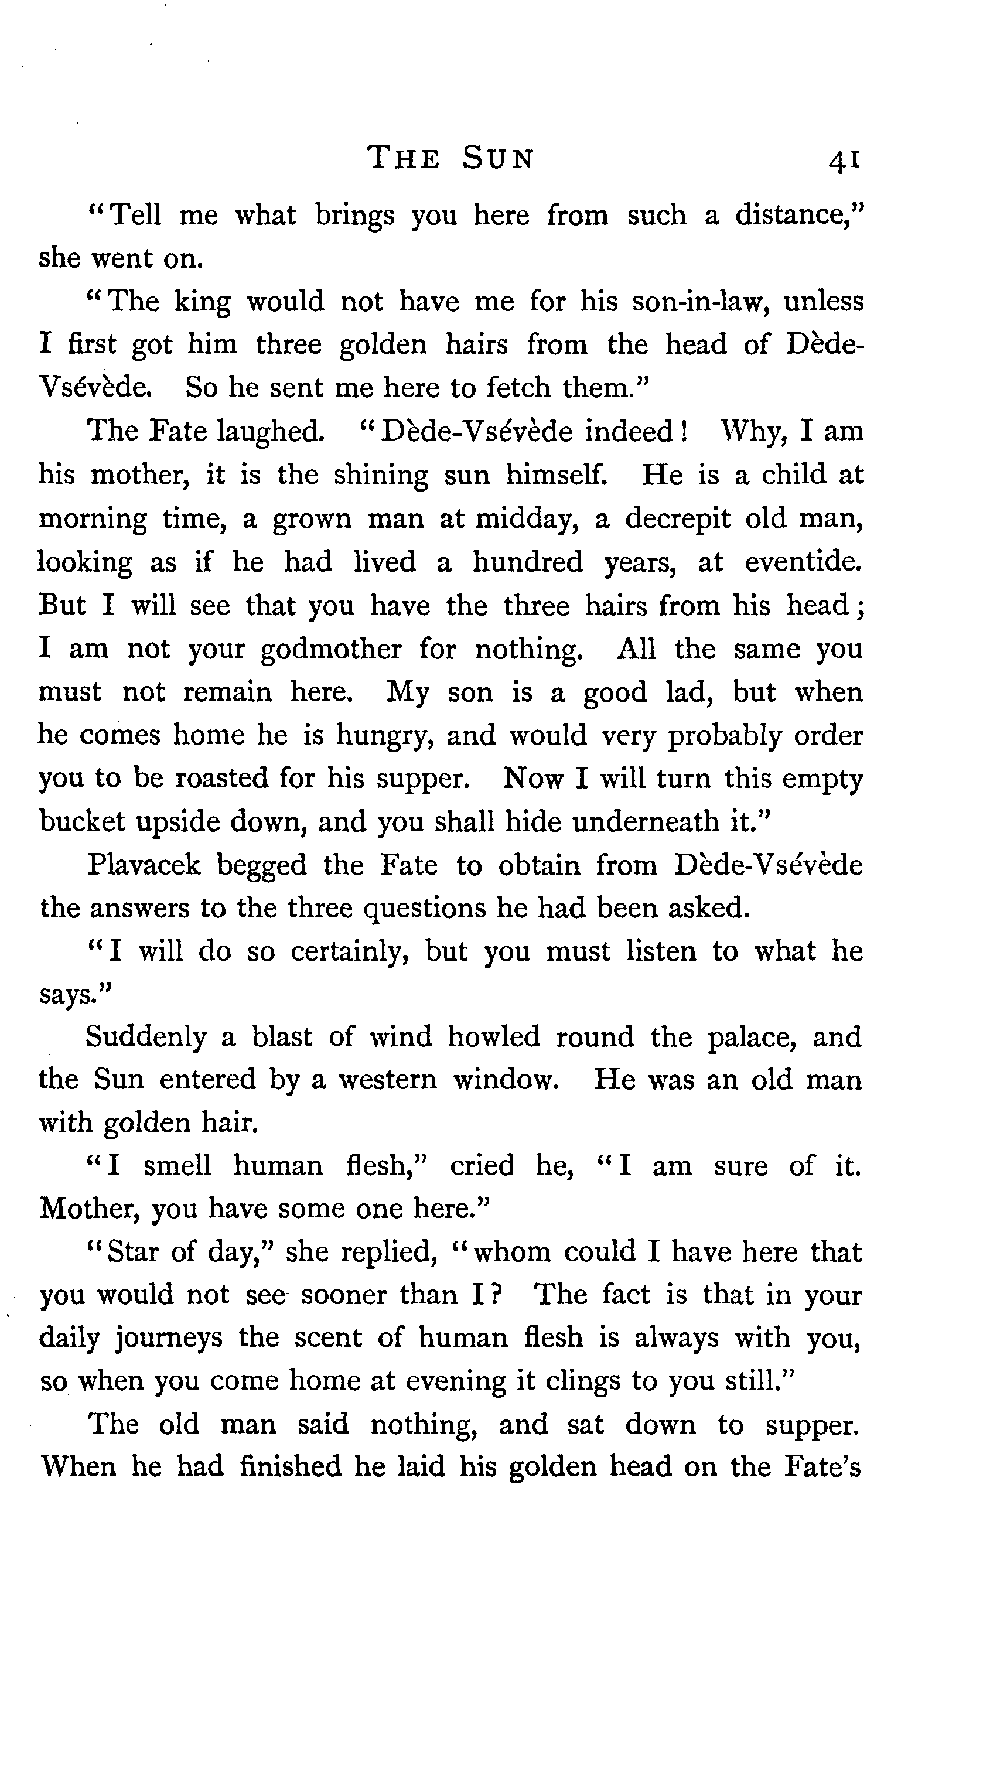 THE SUN 41
"Tell me what brings you here from such a distance,"
she went on.
"The king would not have me for his son-in-law, unless
I first got him three golden hairs from the head of Dède-
Vsévède. So he sent me here to fetch them."
The Fate laughed. "Dède-Vsévède indeed! Why, I am
his mother, it is the shining sun himself. He is a child at
morning time, a grown man at midday, a decrepit old man,
looking as if he had lived a hundred years, at eventide.
But I will see that you have the three hairs from his head;
I am not your godmother for nothing. All the same you
must not remain here. My son is a good lad, but when
he comes home he is hungry, and would very probably order
you to be roasted for his supper. Now I will turn this empty
bucket upside down, and you shall hide underneath it."
Plavacek begged the Fate to obtain from Dède-Vsévède
the answers to the three questions he had been asked.
"I will do so certainly, but you must listen to what he
says."
Suddenly a blast of wind howled round the palace, and
the Sun entered by a western window. He was an old man
with golden hair.
"I smell human flesh," cried he, "I am sure of it.
Mother, you have some one here."
"Star of day," she replied, "whom could I have here that
you would not see sooner than I? The fact is that in your
daily journeys the scent of human flesh is always with you,
so when you come home at evening it clings to you still."
The old man said nothing, and sat down to supper.
When he had finished he laid his golden head on the Fate's